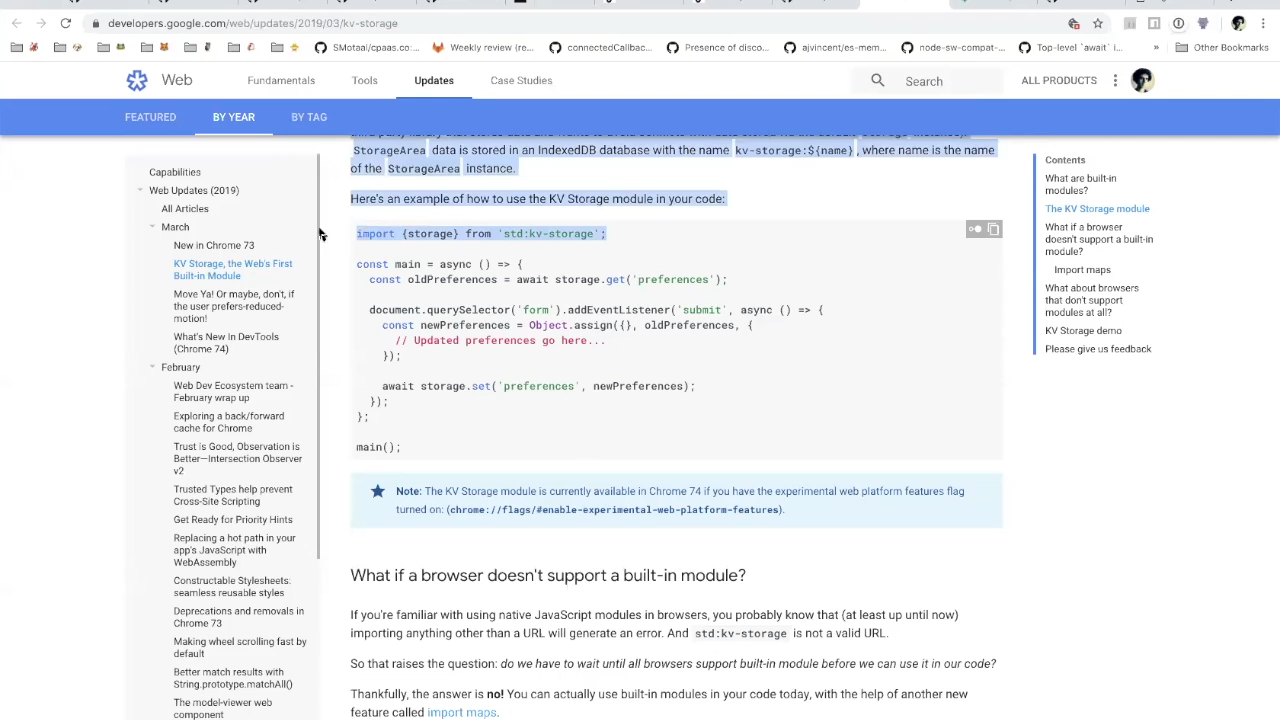 developers.google.com/web/updates/2019/03/kv-storage
SMotaal/cpaas.co:...
Weekly review (re...
connectedCallbac...
Presence of disco...
ajvincent/es-mem...
node-sw-compat-...
Top-level `await` i...
»
Other Bookmarks
Web
Fundamentals
Tools
Updates
Case Studies
Search
ALL PRODUCTS
FEATURED
BY YEAR
BY TAG
Capabilities
Web Updates (2019)
All Articles
March
New in Chrome 73
KV Storage, the Web's First
Built-in Module
Move Ya! Or maybe, don't, if
the user prefers-reduced-
motion!
What's New In DevTools
(Chrome 74)
February
Web Dev Ecosystem team -
February wrap up
Exploring a back/forward
cache for Chrome
Trust is Good, Observation is
Better—Intersection Observer
v2
Trusted Types help prevent
Cross-Site Scripting
Get Ready for Priority Hints
Replacing a hot path in your
app's JavaScript with
WebAssembly
Constructable Stylesheets:
seamless reusable styles
Deprecations and removals in
Chrome 73
Making wheel scrolling fast by
default
Better match results with
String.prototype.matchAll()
The model-viewer web
component
StorageArea data is stored in an IndexedDB database with the name kv-storage:${name}, where name is the name
of the StorageArea instance.
Here's an example of how to use the KV Storage module in your code:
import {storage} from 'std:kv-storage';
const main = async () => {
const oldPreferences = await storage.get('preferences');
document.querySelector('form').addEventListener('submit', async () => {
const newPreferences = Object.assign({}, oldPreferences, {
// Updated preferences go here...
});
await storage.set('preferences', newPreferences);
});
};
main();
Note: The KV Storage module is currently available in Chrome 74 if you have the experimental web platform features flag
turned on: (chrome://flags/#enable-experimental-web-platform-features).
What if a browser doesn't support a built-in module?
If you're familiar with using native JavaScript modules in browsers, you probably know that (at least up until now)
importing anything other than a URL will generate an error. And std:kv-storage is not a valid URL.
So that raises the question: do we have to wait until all browsers support built-in module before we can use it in our code?
Thankfully, the answer is no! You can actually use built-in modules in your code today, with the help of another new
feature called import maps.
Contents
What are built-in
modules?
The KV Storage module
What if a browser
doesn't support a built-in
module?
Import maps
What about browsers
that don't support
modules at all?
KV Storage demo
Please give us feedback